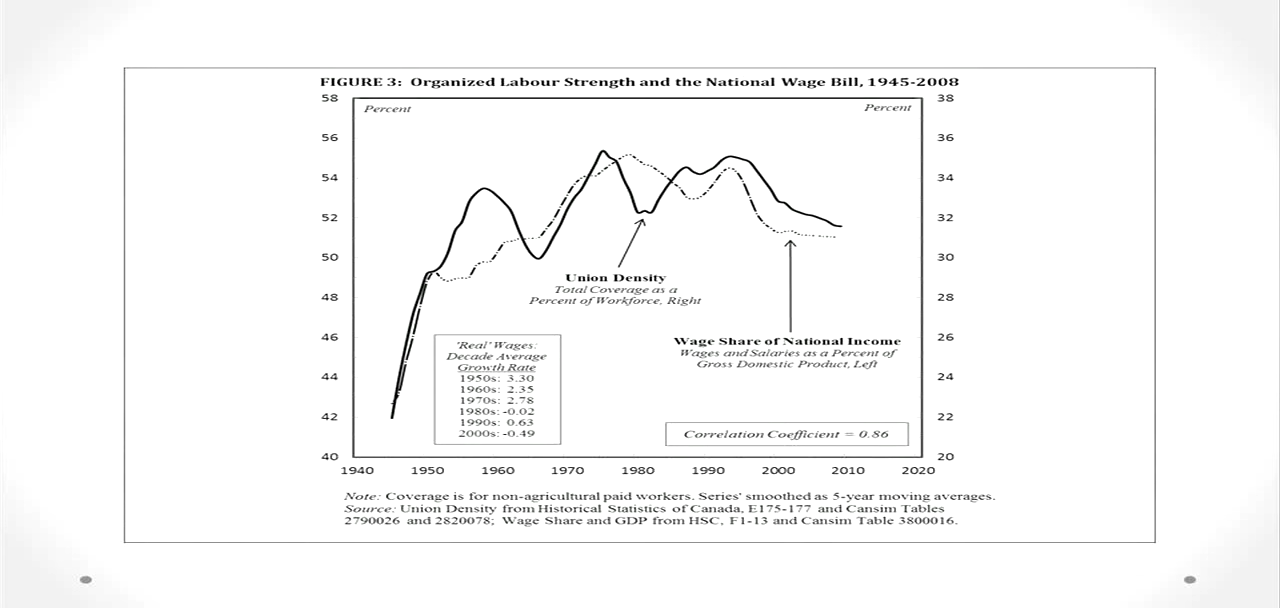 FIGURE 3: Organized Labour Strength and the National Wage Bill, 1945-2008
58
38
Percent
Percent
56
36
54
34
52
32
50
30
Union Density
Total Coverage as a
Percent of Workforce, Right
48
28
46
26
'Real' Wages:
Decade Average
Growth Rate
1950s: 3.30
1960s: 2.35
1970s: 2.78
1980s: -0.02
1990s: 0.63
2000s: -0.49
Wage Share of National Income
Wages and Salaries as a Percent of
Gross Domestic Product, Left
44
24
42
22
Correlation Coefficient = 0.86
40
20
1940 1950 1960 1970 1980 1990 2000 2010 2020
Note: Coverage is for non-agricultural paid workers. Series' smoothed as 5-year moving averages.
Source: Union Density from Historical Statistics of Canada, E175-177 and Cansim Tables
2790026 and 2820078; Wage Share and GDP from HSC, F1-13 and Cansim Table 3800016.